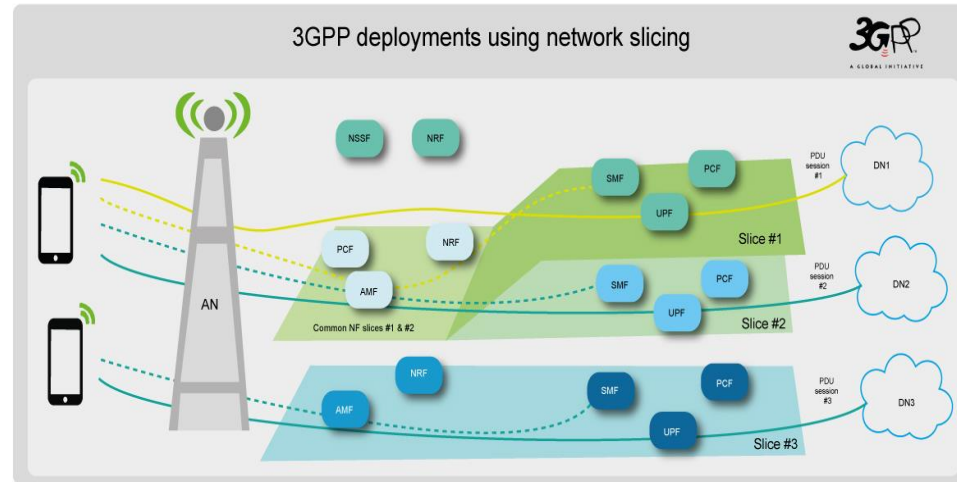 3GPP deployments using network slicing
3GPP
A GLOBAL INITIATIVE
NSSF
NRF
SMF
PCF
PDU
session
#1
DN1
UPF
Slice #1
PCF
NRF
AMF
Common NF slices #1 & #2
AN
SMF
PCF
PDU
session
#2
DN2
UPF
Slice #2
NRF
AMF
SMF
PCF
PDU
session
#3
DN3
UPF
Slice #3